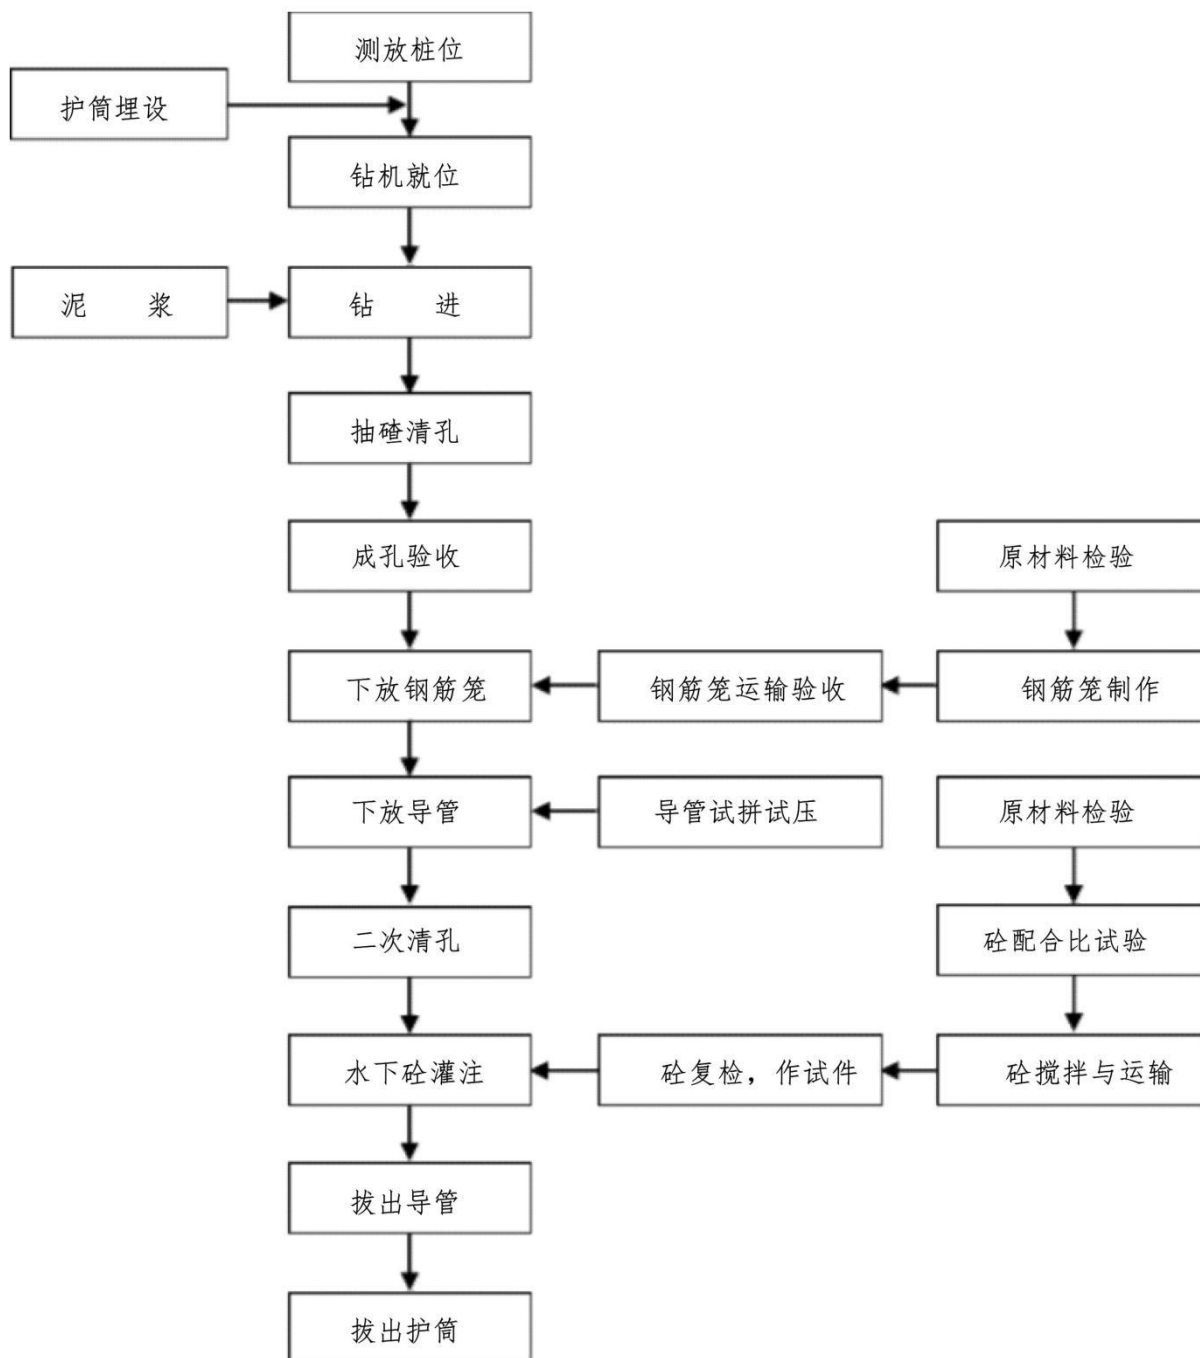 测放桩位
护筒埋设
钻机就位
泥 浆
钻 进
抽碴清孔
成孔验收
原材料检验
下放钢筋笼
钢筋笼运输验收
钢筋笼制作
下放导管
导管试拼试压
原材料检验
二次清孔
砼配合比试验
水下砼灌注
砼复检，作试件
砼搅拌与运输
拔出导管
拔出护筒